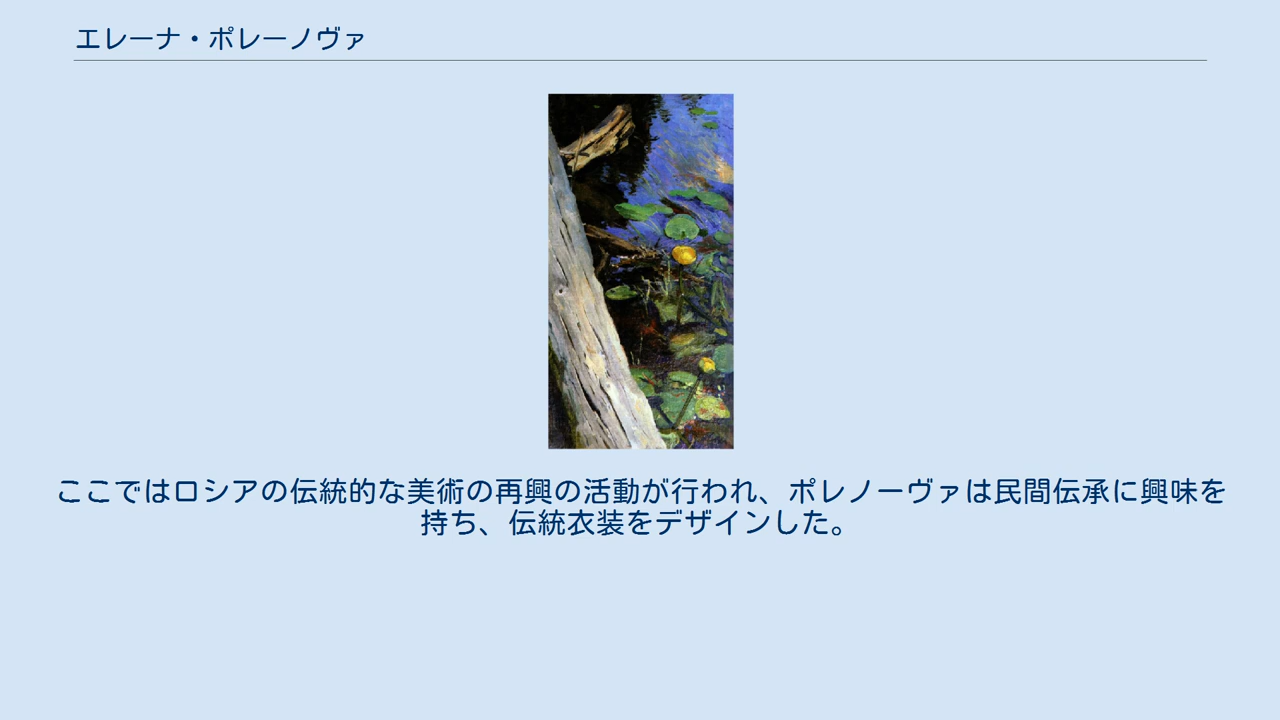 エレーナ・ポレーノヴァ
ここではロシアの伝統的な美術の再興の活動が行われ、ポレノーヴァは民間伝承に興味を
持ち、伝統衣装をデザインした。